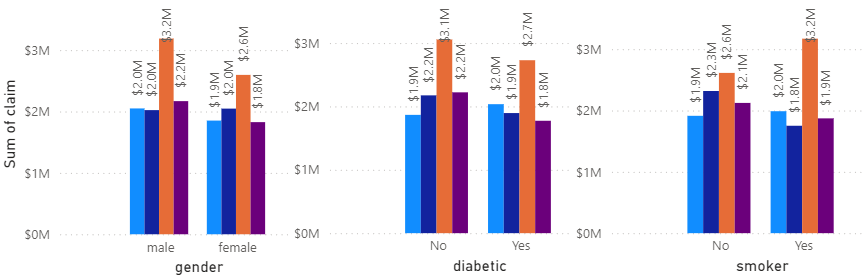 Sum of claim
$3M
$2M
$1M
$0M
$2.0M
$2.0M
$3.2M
$2.2M
$1.9M
$2.0M
$2.6M
$1.8M
male
female
gender
$3M
$2M
$1M
$0M
$1.9M
$2.2M
$3.1M
$2.2M
$2.0M
$1.9M
$2.7M
$1.8M
No
Yes
diabetic
$3M
$2M
$1M
$0M
$1.9M
$2.3M
$2.6M
$2.1M
$2.0M
$1.8M
$3.2M
$1.9M
No
Yes
smoker